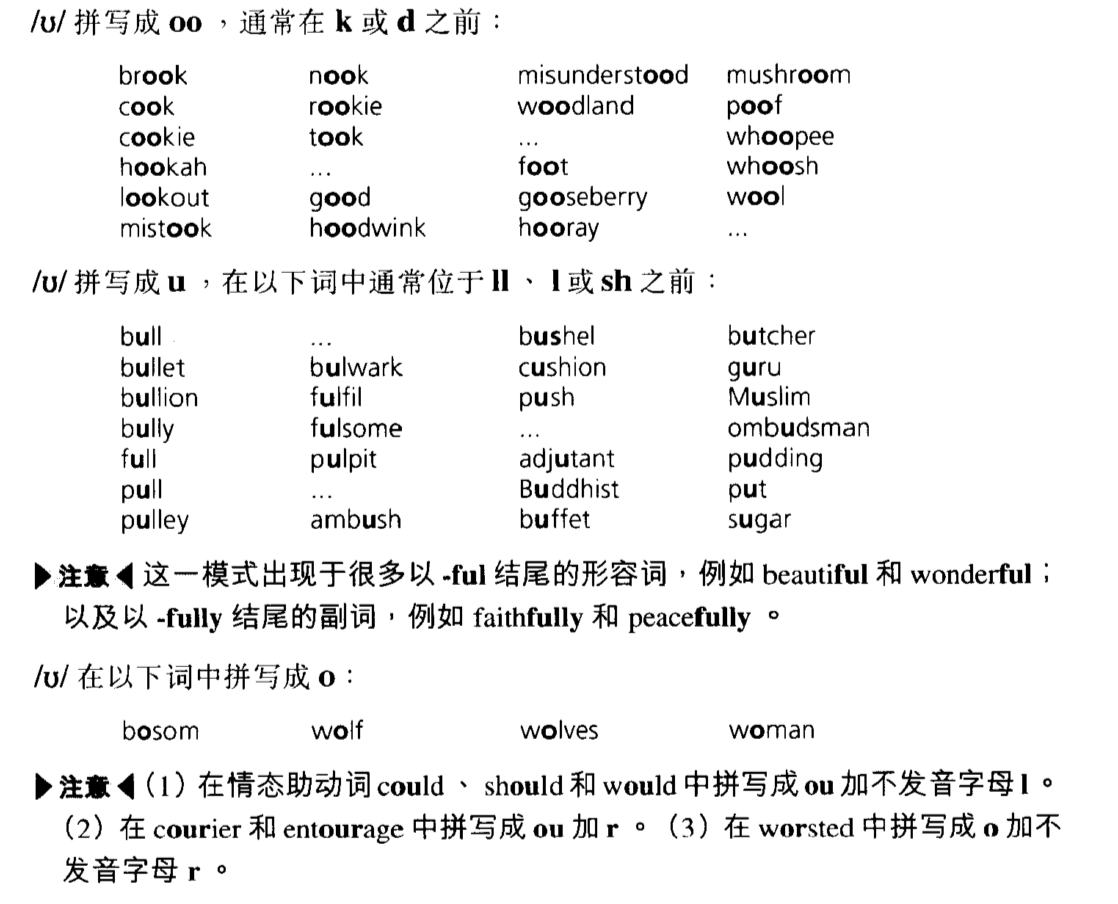 /ʊ/ 拼写成 oo ，通常在 k 或 d 之前：
brook nook misunderstood mushroom
cook rookie woodland poof
cookie took ... whoopee
hookah ... foot whoosh
lookout good gooseberry wool
mistook hoodwink hooray ...
/ʊ/ 拼写成 u ，在以下词中通常位于 ll 、 l 或 sh 之前：
bull ... bushel butcher
bullet bulwark cushion guru
bullion fulfil push Muslim
bully fulsome ... ombudsman
full pulpit adjutant pudding
pull ... Buddhist put
pulley ambush buffet sugar
▶注意◀ 这一模式出现于很多以 -ful 结尾的形容词，例如 beautiful 和 wonderful；
以及以 -fully 结尾的副词，例如 faithfully 和 peacefully 。
/ʊ/ 在以下词中拼写成 o：
bosom wolf wolves woman
▶注意◀（1）在情态助动词 could 、 should 和 would 中拼写成 ou 加不发音字母 l 。
（2）在 courier 和 entourage 中拼写成 ou 加 r 。（3）在 worsted 中拼写成 o 加不
发音字母 r 。